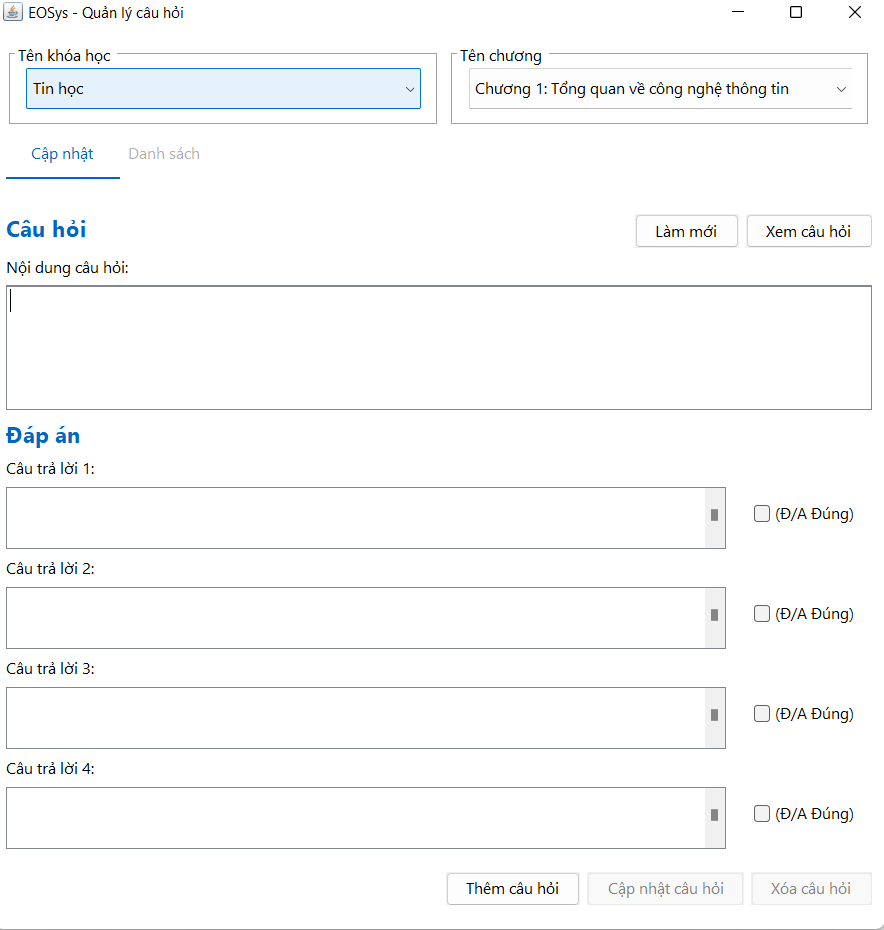 EOSys - Quản lý câu hỏi
Tên khóa học
Tên chương
Tin học
Chương 1: Tổng quan về công nghệ thông tin
Cập nhật
Danh sách
Câu hỏi
Làm mới
Xem câu hỏi
Nội dung câu hỏi:
Đáp án
Câu trả lời 1:
(Đ/A Đúng)
Câu trả lời 2:
(Đ/A Đúng)
Câu trả lời 3:
(Đ/A Đúng)
Câu trả lời 4:
(Đ/A Đúng)
Thêm câu hỏi
Cập nhật câu hỏi
Xóa câu hỏi